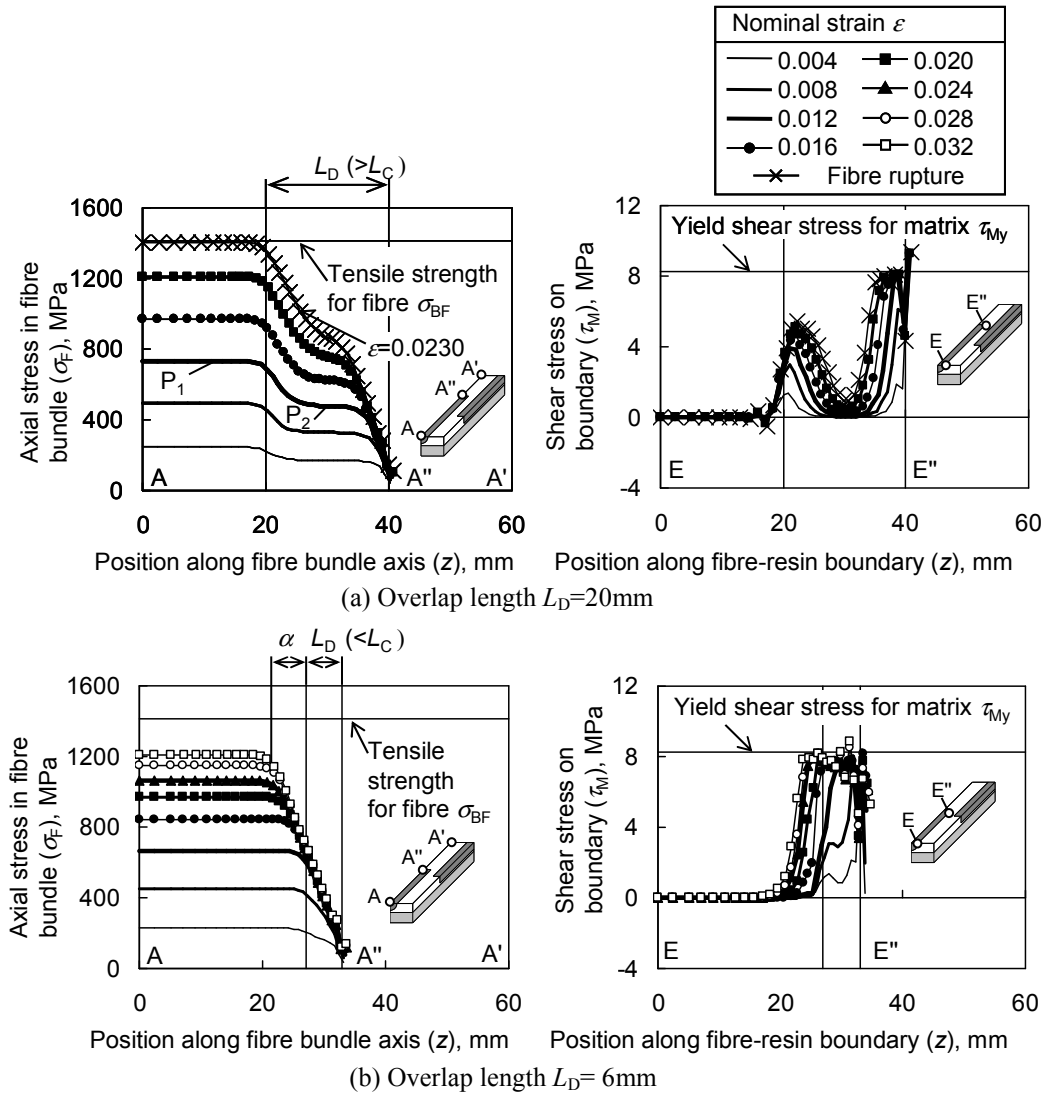 Nominal strain ε
0.004 0.020
0.008 0.024
0.012 0.028
0.016 0.032
Fibre rupture
L_D (>L_C)
1600
1200
800
400
0
Axial stress in fibre
bundle (σ_F), MPa
Tensile strength
for fibre σ_BF
ε=0.0230
P_1
P_2
A
A"
A'
A A" A'
0 20 40 60
Position along fibre bundle axis (z), mm
12
8
4
0
-4
Shear stress on
boundary (τ_M), MPa
Yield shear stress for matrix τ_My
E
E"
E E"
0 20 40 60
Position along fibre-resin boundary (z), mm
(a) Overlap length L_D=20mm
α L_D (<L_C)
1600
1200
800
400
0
Axial stress in fibre
bundle (σ_F), MPa
Tensile
strength
for fibre σ_BF
A'
A"
A
A A" A'
0 20 40 60
Position along fibre bundle axis (z), mm
12
8
4
0
-4
Shear stress on
boundary (τ_M), MPa
Yield shear stress for matrix τ_My
E"
E
E E"
0 20 40 60
Position along fibre-resin boundary (z), mm
(b) Overlap length L_D= 6mm